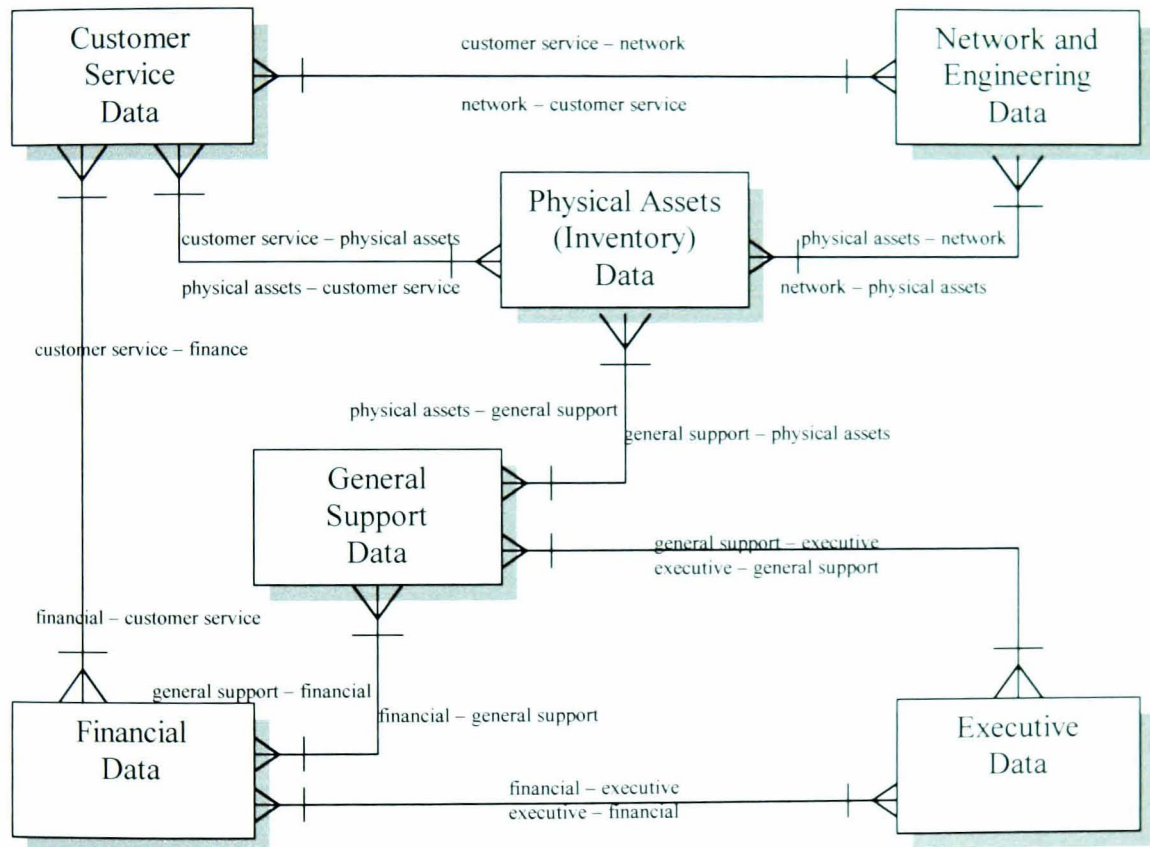 Customer
Service
Data
customer service – network
network – customer service
Network and
Engineering
Data
Physical Assets
(Inventory)
Data
customer service – physical assets
physical assets – customer service
physical assets – network
network – physical assets
customer service – finance
physical assets – general support
general support – physical assets
General
Support
Data
general support – executive
executive – general support
financial – customer service
general support – financial
financial – general support
Financial
Data
financial – executive
executive – financial
Executive
Data